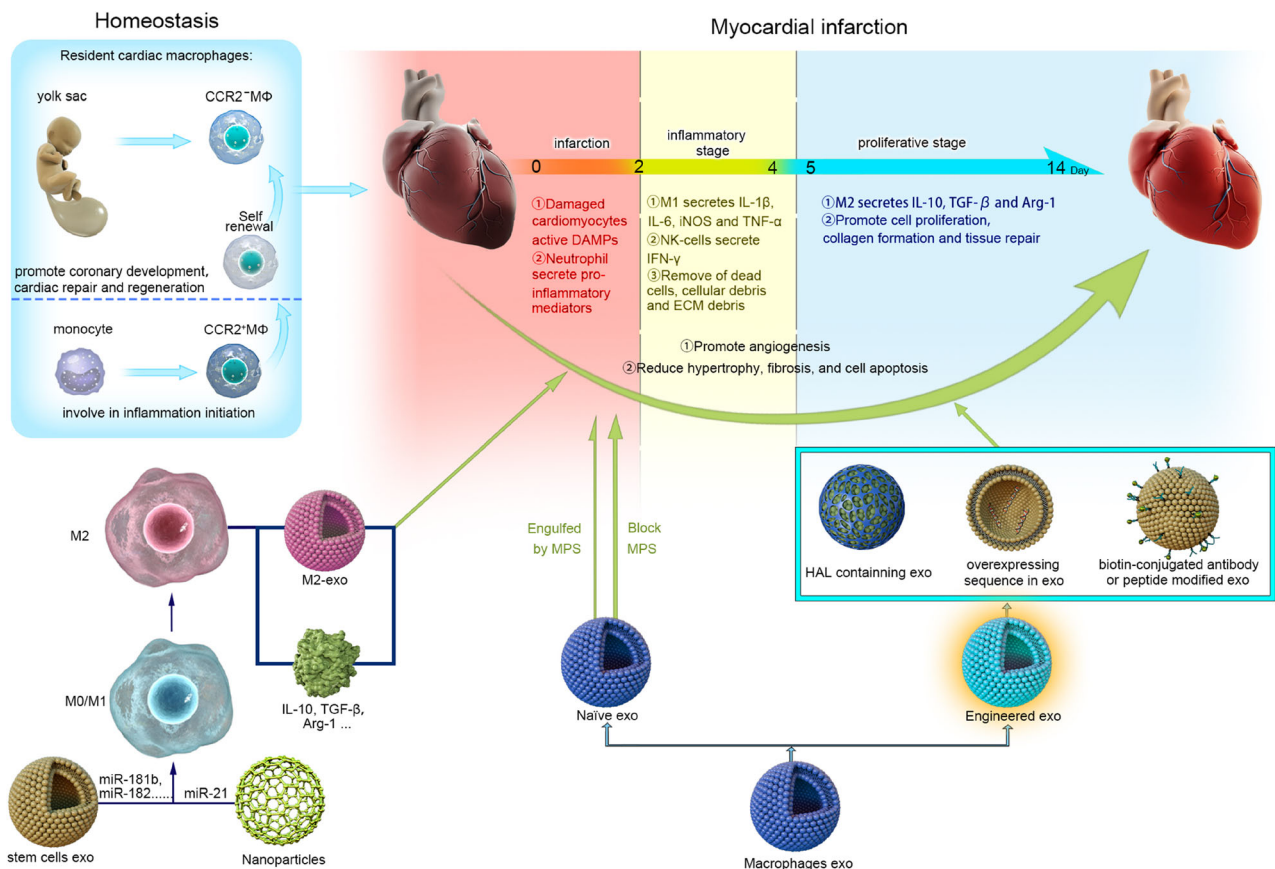 Homeostasis
Resident cardiac macrophages:
yolk sac
CCR2⁻MΦ
Self
renewal
promote coronary development,
cardiac repair and regeneration
monocyte
CCR2⁺MΦ
involve in inflammation initiation
Myocardial infarction
infarction
inflammatory
stage
proliferative stage
0
2
4
5
14 Day
①Damaged
cardiomyocytes
active DAMPs
②Neutrophil
secrete pro-
inflammatory
mediators
①M1 secretes IL-1β,
IL-6, iNOS and TNF-α
②NK-cells secrete
IFN-γ
③Remove of dead
cells, cellular debris
and ECM debris
①M2 secretes IL-10, TGF-β and Arg-1
②Promote cell proliferation,
collagen formation and tissue repair
①Promote angiogenesis
②Reduce hypertrophy, fibrosis, and cell apoptosis
M2
M2-exo
M0/M1
IL-10, TGF-β,
Arg-1 ...
miR-181b,
miR-182......
miR-21
stem cells exo
Nanoparticles
Engulfed
by MPS
Block
MPS
Naïve exo
Engineered exo
Macrophages exo
HAL containning exo
overexpressing
sequence in exo
biotin-conjugated antibody
or peptide modified exo